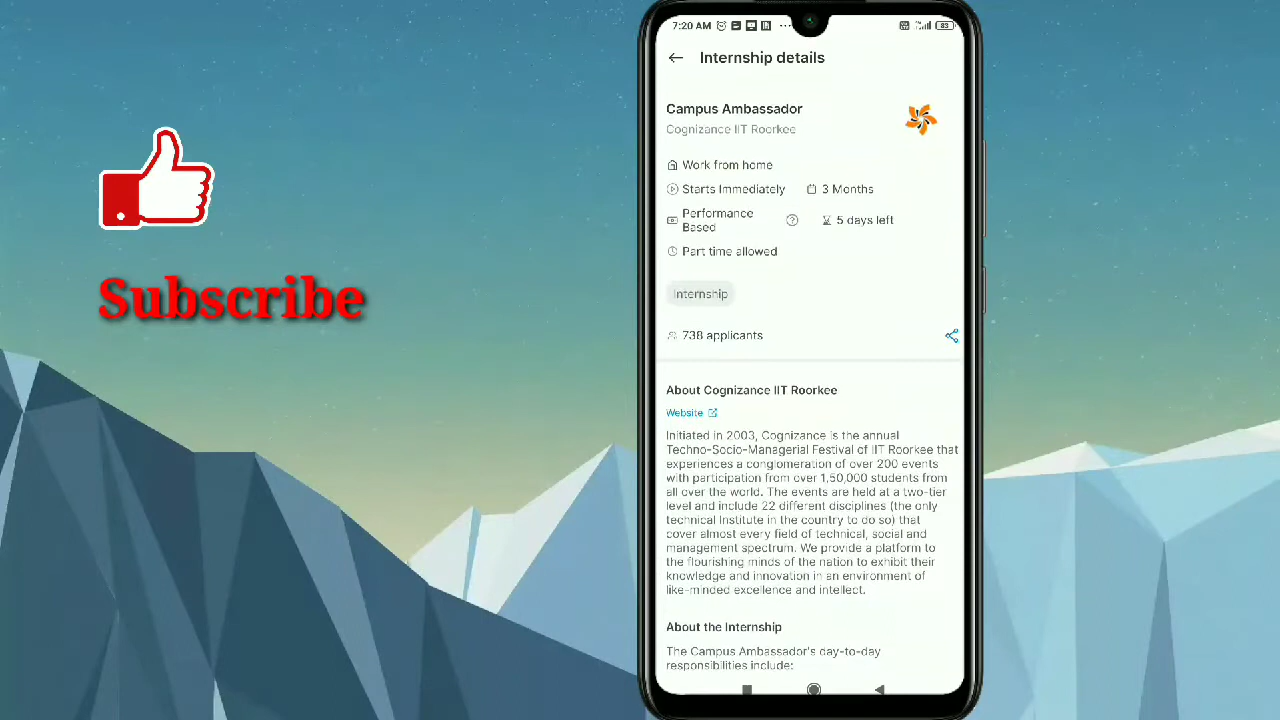 Subscribe
7:20 AM
83
Internship details
Campus Ambassador
Cognizance IIT Roorkee
Work from home
Starts Immediately
3 Months
Performance
Based
?
5 days left
Part time allowed
Internship
738 applicants
About Cognizance IIT Roorkee
Website
Initiated in 2003, Cognizance is the annual
Techno-Socio-Managerial Festival of IIT Roorkee that
experiences a conglomeration of over 200 events
with participation from over 1,50,000 students from
all over the world. The events are held at a two-tier
level and include 22 different disciplines (the only
technical Institute in the country to do so) that
cover almost every field of technical, social and
management spectrum. We provide a platform to
the flourishing minds of the nation to exhibit their
knowledge and innovation in an environment of
like-minded excellence and intellect.
About the Internship
The Campus Ambassador's day-to-day
responsibilities include: